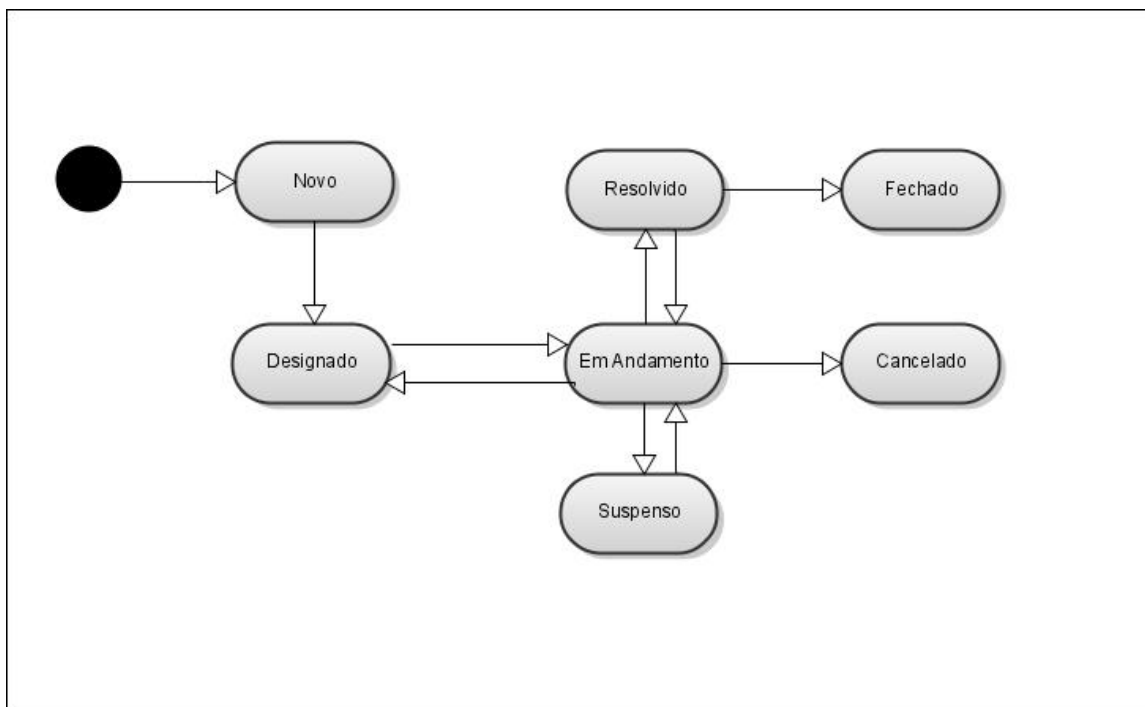 Novo
Resolvido
Fechado
Designado
Em Andamento
Cancelado
Suspenso